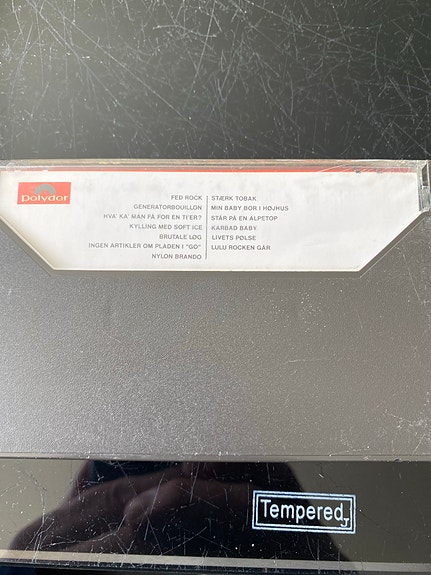 polydor
FED ROCK
GENERATORBOUILLON
HVA' KA' MAN FÅ FOR EN TI'ER?
KYLLING MED SOFT ICE
BRUTALE LØG
INGEN ARTIKLER OM PLADEN I "GO"
NYLON BRANDO
STÆRK TOBAK
MIN BABY BOR I HØJHUS
STÅR PÅ EN ALPETOP
KARBAD BABY
LIVETS PØLSE
LULU ROCKEN GÅR
Tempered
J